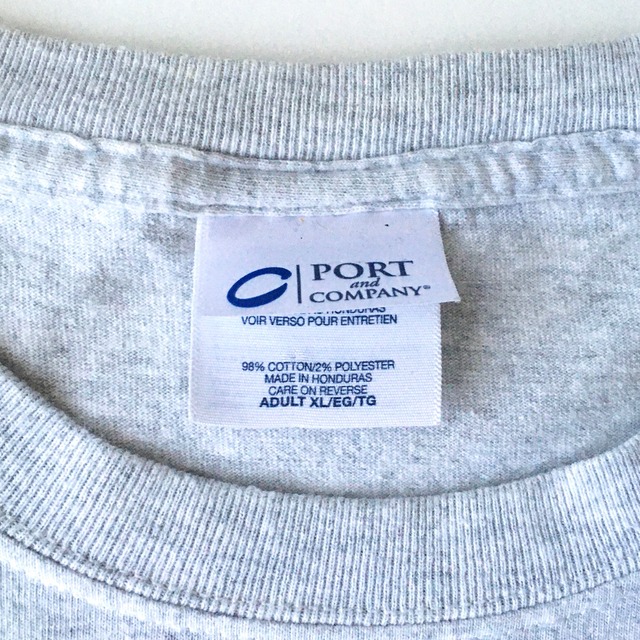 PORT
and
COMPANY®
HONDURAS
VOIR VERSO POUR ENTRETIEN
98% COTTON/2% POLYESTER
MADE IN HONDURAS
CARE ON REVERSE
ADULT XL/EG/TG